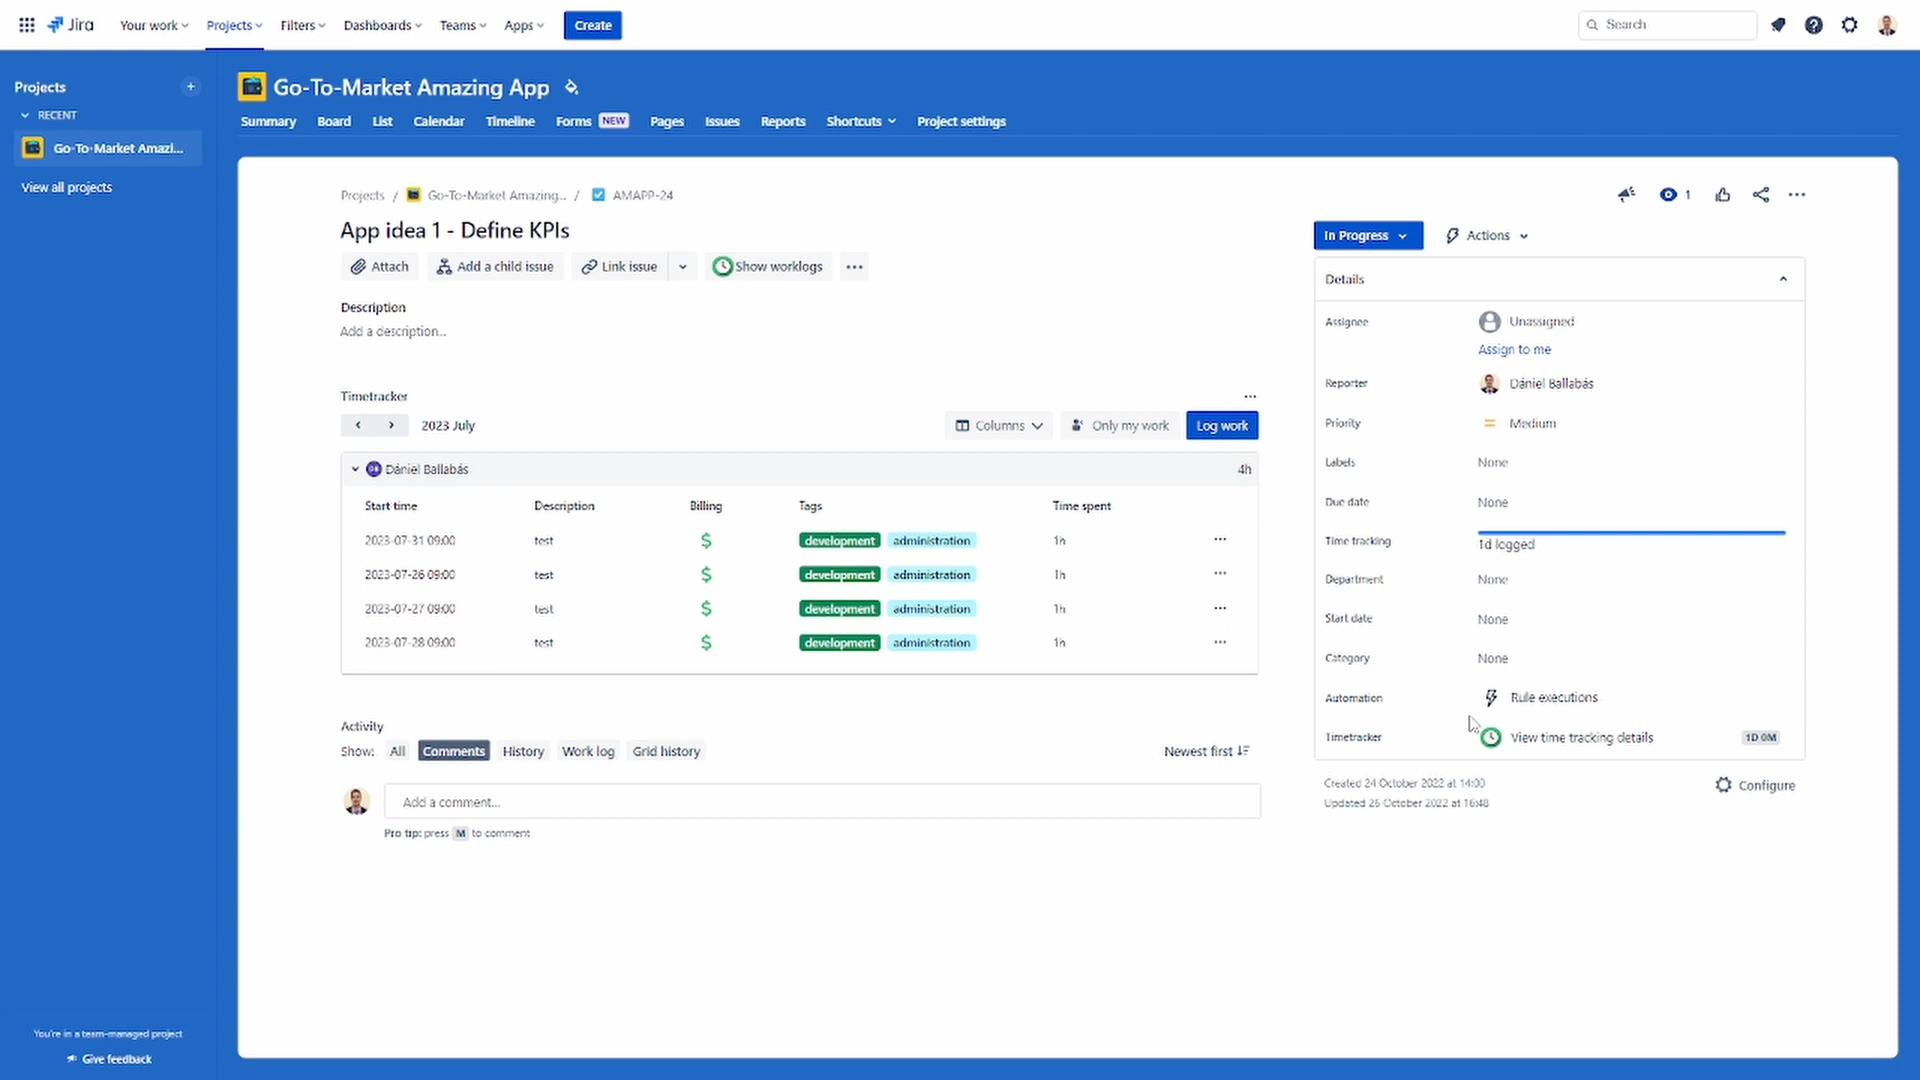 Jira Your work Projects Filters Dashboards Teams Apps Create Search
Projects
RECENT
Go-To-Market Amazi...
View all projects
Go-To-Market Amazing App
Summary Board List Calendar Timeline Forms NEW Pages Issues Reports Shortcuts Project settings
Projects / Go-To-Market Amazing... / AMAPP-24
1
App idea 1 - Define KPIs
In Progress Actions
Attach Add a child issue Link issue Show worklogs
Description
Add a description...
Timetracker
2023 July Columns Only my work Log work
Dániel Ballabás 4h
Start time Description Billing Tags Time spent
2023-07-31 09:00 test $ development administration 1h
2023-07-26 09:00 test $ development administration 1h
2023-07-27 09:00 test $ development administration 1h
2023-07-28 09:00 test $ development administration 1h
Activity
Show: All Comments History Work log Grid history Newest first
Add a comment...
Pro tip: press M to comment
Details
Assignee Unassigned
Assign to me
Reporter Dániel Ballabás
Priority Medium
Labels None
Due date None
Time tracking 1d logged
Department None
Start date None
Category None
Automation Rule executions
Timetracker View time tracking details 1D 0M
Created 24 October 2022 at 14:00
Updated 26 October 2022 at 16:48
Configure
You're in a team-managed project
Give feedback